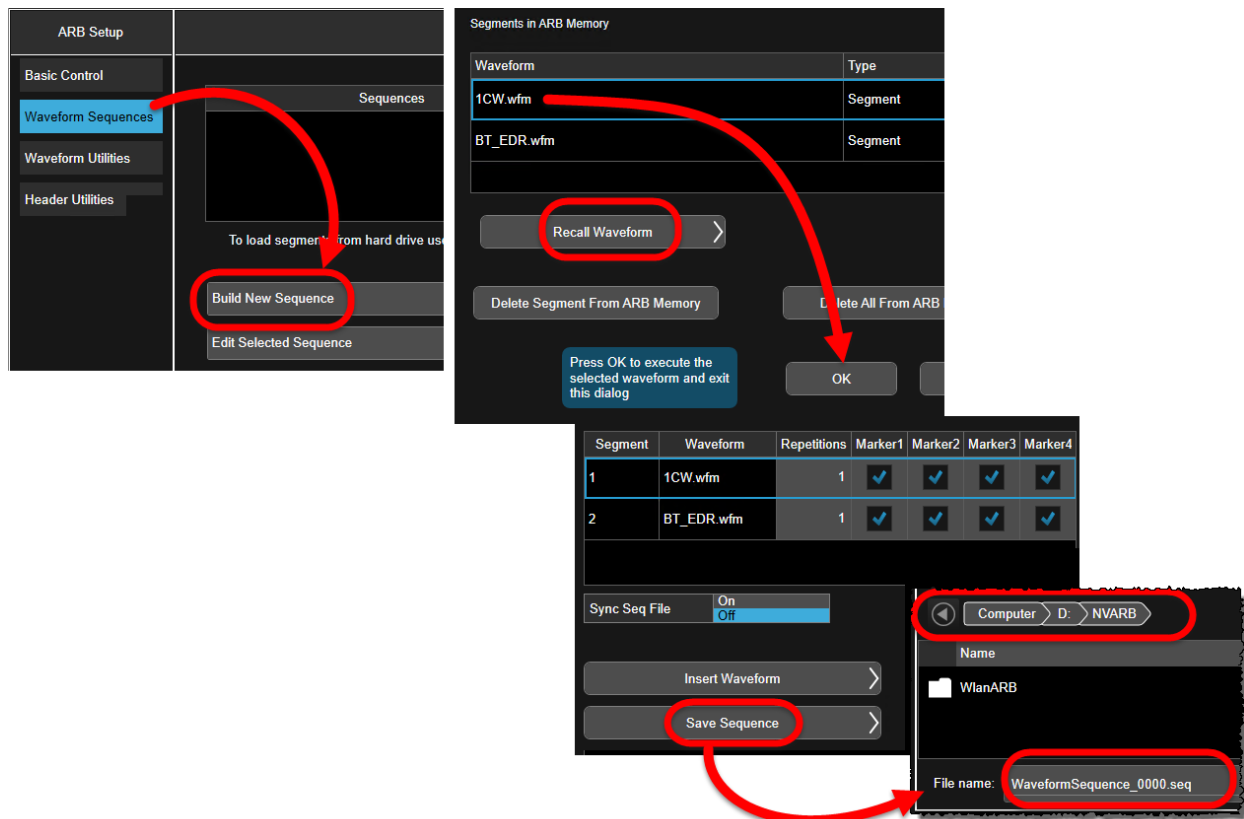 ARB Setup
Basic Control
Waveform Sequences
Waveform Utilities
Header Utilities
Sequences
To load segments from hard drive use
Build New Sequence
Edit Selected Sequence
Segments in ARB Memory
Waveform Type
1CW.wfm Segment
BT_EDR.wfm Segment
Recall Waveform
Delete Segment From ARB Memory
Delete All From ARB
Press OK to execute the
selected waveform and exit
this dialog
OK
Segment Waveform Repetitions Marker1 Marker2 Marker3 Marker4
1 1CW.wfm 1
2 BT_EDR.wfm 1
Sync Seq File
On
Off
Insert Waveform
Save Sequence
Computer D: NVARB
Name
WlanARB
File name: WaveformSequence_0000.seq